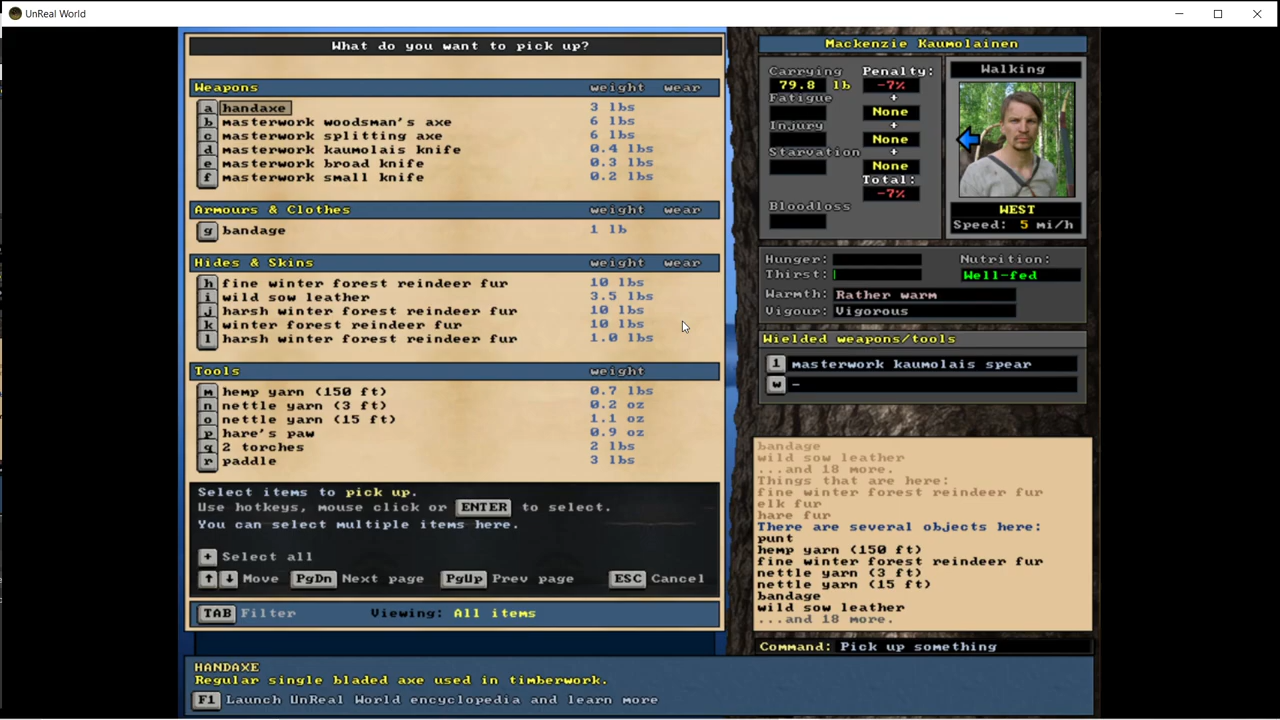 UnReal World
What do you want to pick up?
Weapons weight wear
a handaxe 3 lbs
b masterwork woodsman's axe 6 lbs
c masterwork splitting axe 6 lbs
d masterwork kaumolais knife 0.4 lbs
e masterwork broad knife 0.3 lbs
f masterwork small knife 0.2 lbs
Armours & Clothes weight wear
g bandage 1 lb
Hides & Skins weight wear
h fine winter forest reindeer fur 10 lbs
i wild sow leather 3.5 lbs
j harsh winter forest reindeer fur 10 lbs
k winter forest reindeer fur 10 lbs
l harsh winter forest reindeer fur 1.0 lbs
Tools weight
m hemp yarn (150 ft) 0.7 lbs
n nettle yarn (3 ft) 0.2 oz
o nettle yarn (15 ft) 1.1 oz
p hare's paw 0.9 oz
q 2 torches 2 lbs
r paddle 3 lbs
Select items to pick up.
Use hotkeys, mouse click or ENTER to select.
You can select multiple items here.
+ Select all
↑ ↓ Move PgDn Next page PgUp Prev page ESC Cancel
TAB Filter Viewing: All items
HANDAXE
Regular single bladed axe used in timberwork.
F1 Launch UnReal World encyclopedia and learn more
Mackenzie Kaumolainen
Carrying Penalty:
79.8 lb -7%
Fatigue +
None
Injury +
None
Starvation +
None
Total:
-7%
Bloodloss
Walking
WEST
Speed: 5 mi/h
Hunger: Nutrition:
Thirst: Well-fed
Warmth: Rather warm
Vigour: Vigorous
Wielded weapons/tools
1 masterwork kaumolais spear
w -
bandage
wild sow leather
...and 18 more.
Things that are here:
fine winter forest reindeer fur
elk fur
hare fur
There are several objects here:
punt
hemp yarn (150 ft)
fine winter forest reindeer fur
nettle yarn (3 ft)
nettle yarn (15 ft)
bandage
wild sow leather
...and 18 more.
Command: Pick up something